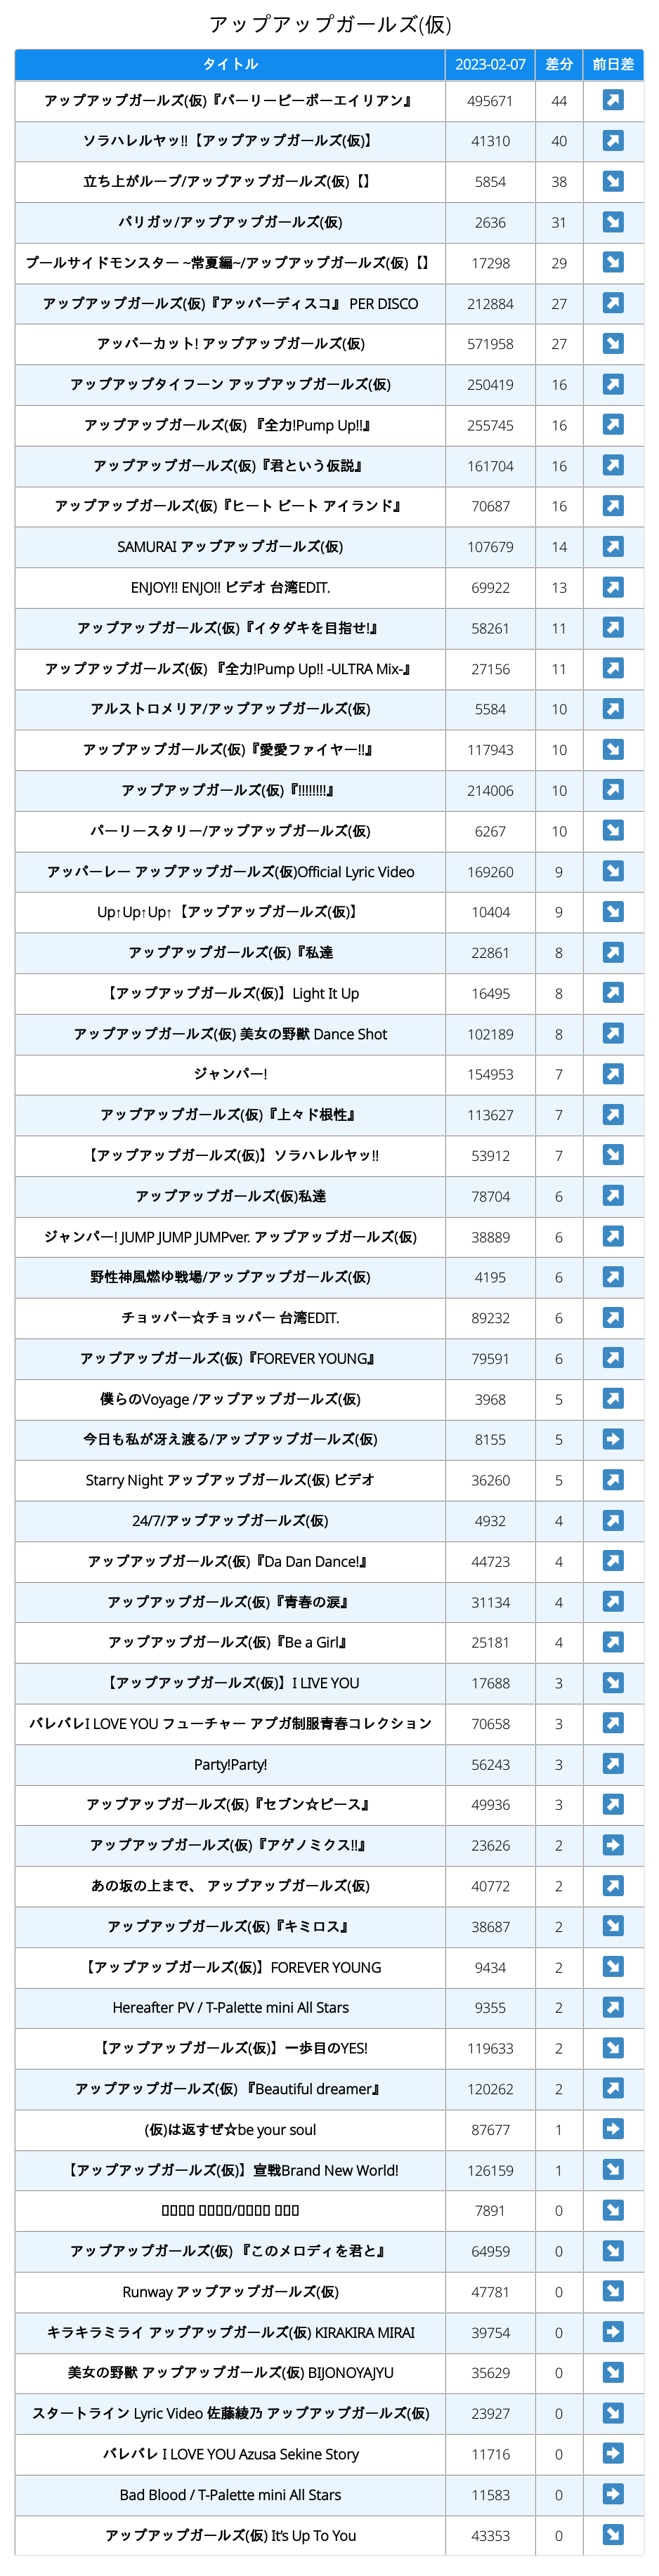 アップアップガールズ(仮)
タイトル 2023-02-07 差分 前日差
アップアップガールズ(仮)『パーリーピーポーエイリアン』 495671 44 ↗
ソラハレルヤッ!!【アップアップガールズ(仮)】 41310 40 ↗
立ち上がループ/アップアップガールズ(仮)【】 5854 38 ↘
パリガッ/アップアップガールズ(仮) 2636 31 ↘
プールサイドモンスター ~常夏編~/アップアップガールズ(仮)【】 17298 29 ↘
アップアップガールズ(仮)『アッパーディスコ』 PER DISCO 212884 27 ↗
アッパーカット! アップアップガールズ(仮) 571958 27 ↘
アップアップタイフーン アップアップガールズ(仮) 250419 16 ↗
アップアップガールズ(仮) 『全力!Pump Up!!』 255745 16 ↗
アップアップガールズ(仮)『君という仮説』 161704 16 ↗
アップアップガールズ(仮)『ヒート ビート アイランド』 70687 16 ↗
SAMURAI アップアップガールズ(仮) 107679 14 ↗
ENJOY!! ENJO!! ビデオ 台湾EDIT. 69922 13 ↗
アップアップガールズ(仮)『イタダキを目指せ!』 58261 11 ↗
アップアップガールズ(仮) 『全力!Pump Up!! -ULTRA Mix-』 27156 11 ↗
アルストロメリア/アップアップガールズ(仮) 5584 10 ↗
アップアップガールズ(仮)『愛愛ファイヤー!!』 117943 10 ↘
アップアップガールズ(仮)『!!!!!!!!』 214006 10 ↗
パーリースタリー/アップアップガールズ(仮) 6267 10 ↘
アッパーレー アップアップガールズ(仮)Official Lyric Video 169260 9 ↘
Up↑Up↑Up↑【アップアップガールズ(仮)】 10404 9 ↘
アップアップガールズ(仮)『私達 22861 8 ↗
【アップアップガールズ(仮)】Light It Up 16495 8 ↗
アップアップガールズ(仮) 美女の野獣 Dance Shot 102189 8 ↗
ジャンパー! 154953 7 ↗
アップアップガールズ(仮)『上々ド根性』 113627 7 ↗
【アップアップガールズ(仮)】ソラハレルヤッ!! 53912 7 ↘
アップアップガールズ(仮)私達 78704 6 ↗
ジャンパー! JUMP JUMP JUMPver. アップアップガールズ(仮) 38889 6 ↗
野性神風燃ゆ戦場/アップアップガールズ(仮) 4195 6 ↗
チョッパー☆チョッパー 台湾EDIT. 89232 6 ↗
アップアップガールズ(仮)『FOREVER YOUNG』 79591 6 ↗
僕らのVoyage /アップアップガールズ(仮) 3968 5 ↗
今日も私が冴え渡る/アップアップガールズ(仮) 8155 5 ➡
Starry Night アップアップガールズ(仮) ビデオ 36260 5 ↗
24/7/アップアップガールズ(仮) 4932 4 ↗
アップアップガールズ(仮)『Da Dan Dance!』 44723 4 ↗
アップアップガールズ(仮)『青春の涙』 31134 4 ↗
アップアップガールズ(仮)『Be a Girl』 25181 4 ↗
【アップアップガールズ(仮)】I LIVE YOU 17688 3 ↘
バレバレI LOVE YOU フューチャー アプガ制服青春コレクション 70658 3 ↗
Party!Party! 56243 3 ↗
アップアップガールズ(仮)『セブン☆ピース』 49936 3 ↗
アップアップガールズ(仮)『アゲノミクス!!』 23626 2 ➡
あの坂の上まで、 アップアップガールズ(仮) 40772 2 ↗
アップアップガールズ(仮)『キミロス』 38687 2 ↘
【アップアップガールズ(仮)】FOREVER YOUNG 9434 2 ↘
Hereafter PV / T-Palette mini All Stars 9355 2 ↗
【アップアップガールズ(仮)】一歩目のYES! 119633 2 ↘
アップアップガールズ(仮) 『Beautiful dreamer』 120262 2 ↗
(仮)は返すぜ☆be your soul 87677 1 ➡
【アップアップガールズ(仮)】宣戦Brand New World! 126159 1 ↘
7891 0 ↘
アップアップガールズ(仮) 『このメロディを君と』 64959 0 ↘
Runway アップアップガールズ(仮) 47781 0 ↘
キラキラミライ アップアップガールズ(仮) KIRAKIRA MIRAI 39754 0 ➡
美女の野獣 アップアップガールズ(仮) BIJONOYAJYU 35629 0 ↘
スタートライン Lyric Video 佐藤綾乃 アップアップガールズ(仮) 23927 0 ↘
バレバレ I LOVE YOU Azusa Sekine Story 11716 0 ➡
Bad Blood / T-Palette mini All Stars 11583 0 ➡
アップアップガールズ(仮) It's Up To You 43353 0 ↘